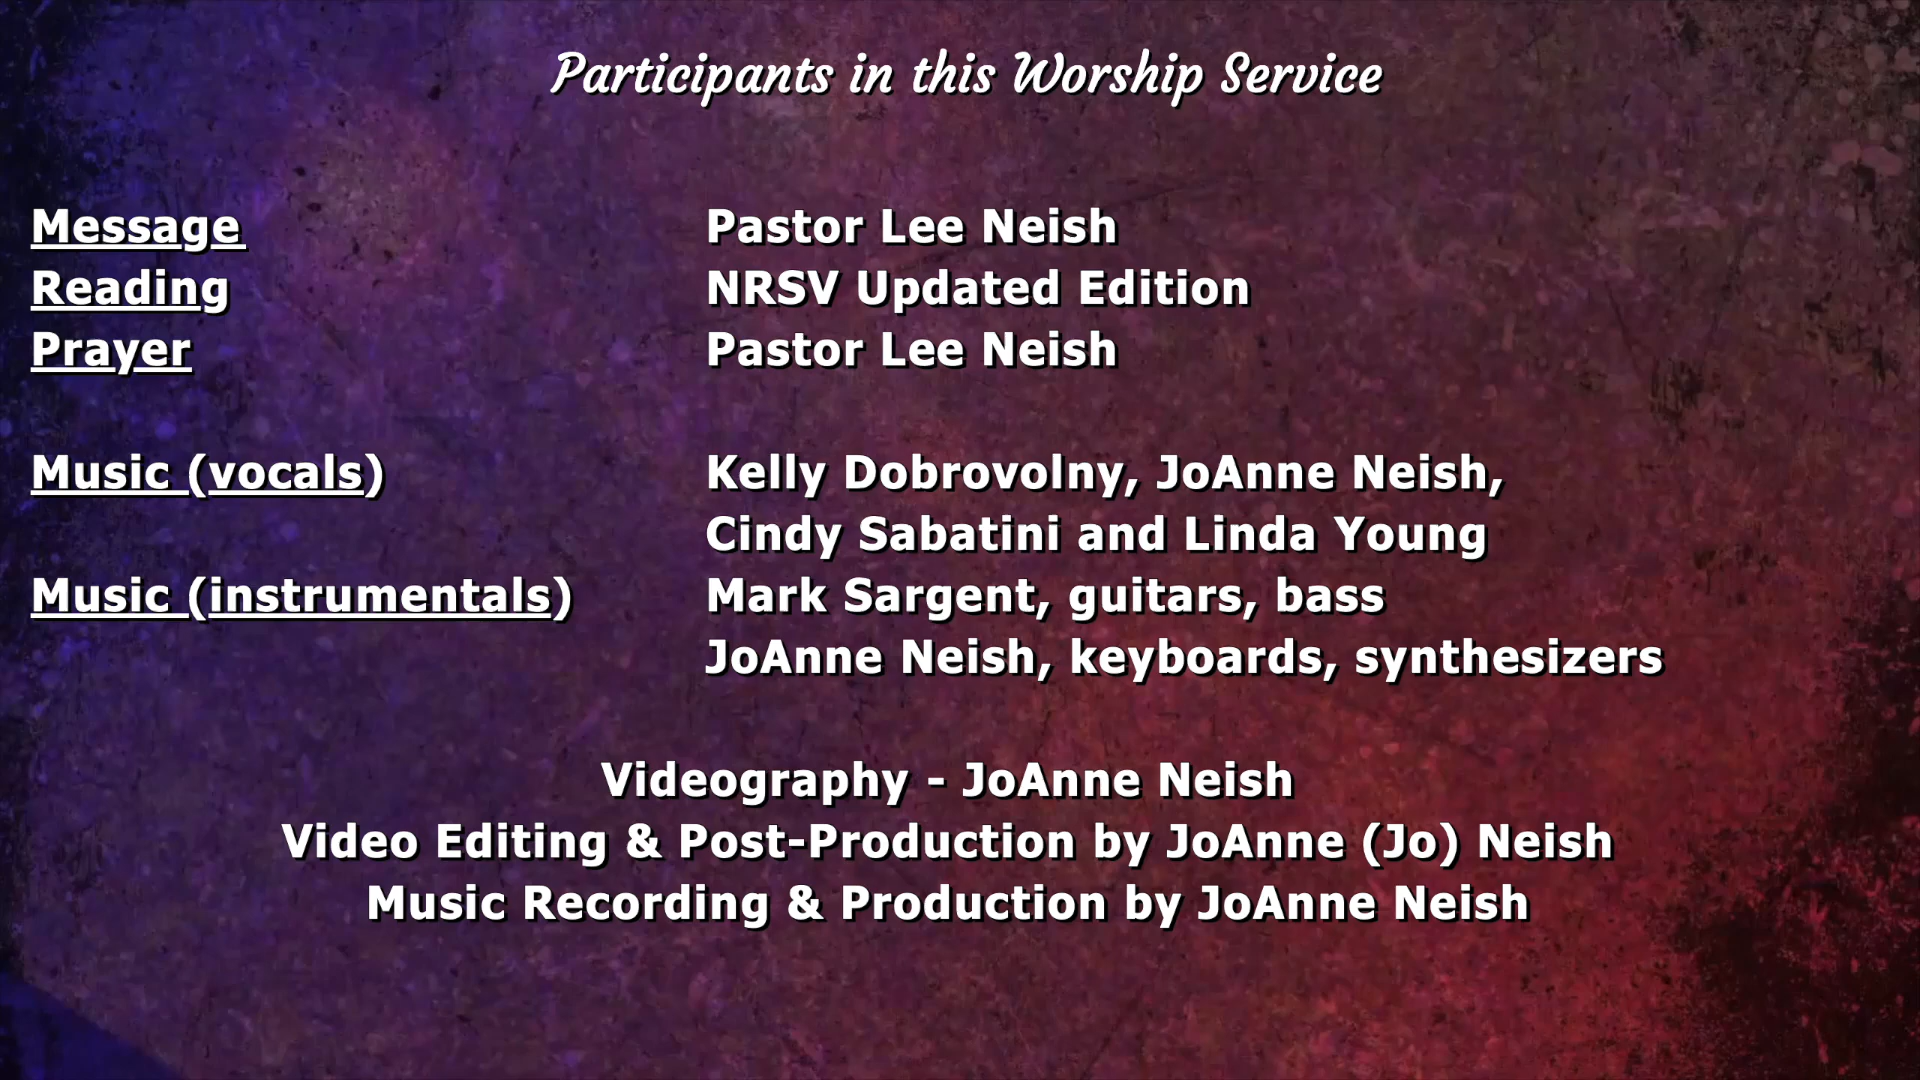 Participants in this Worship Service
Message Pastor Lee Neish
Reading NRSV Updated Edition
Prayer Pastor Lee Neish
Music (vocals) Kelly Dobrovolny, JoAnne Neish,
Cindy Sabatini and Linda Young
Music (instrumentals) Mark Sargent, guitars, bass
JoAnne Neish, keyboards, synthesizers
Videography - JoAnne Neish
Video Editing & Post-Production by JoAnne (Jo) Neish
Music Recording & Production by JoAnne Neish